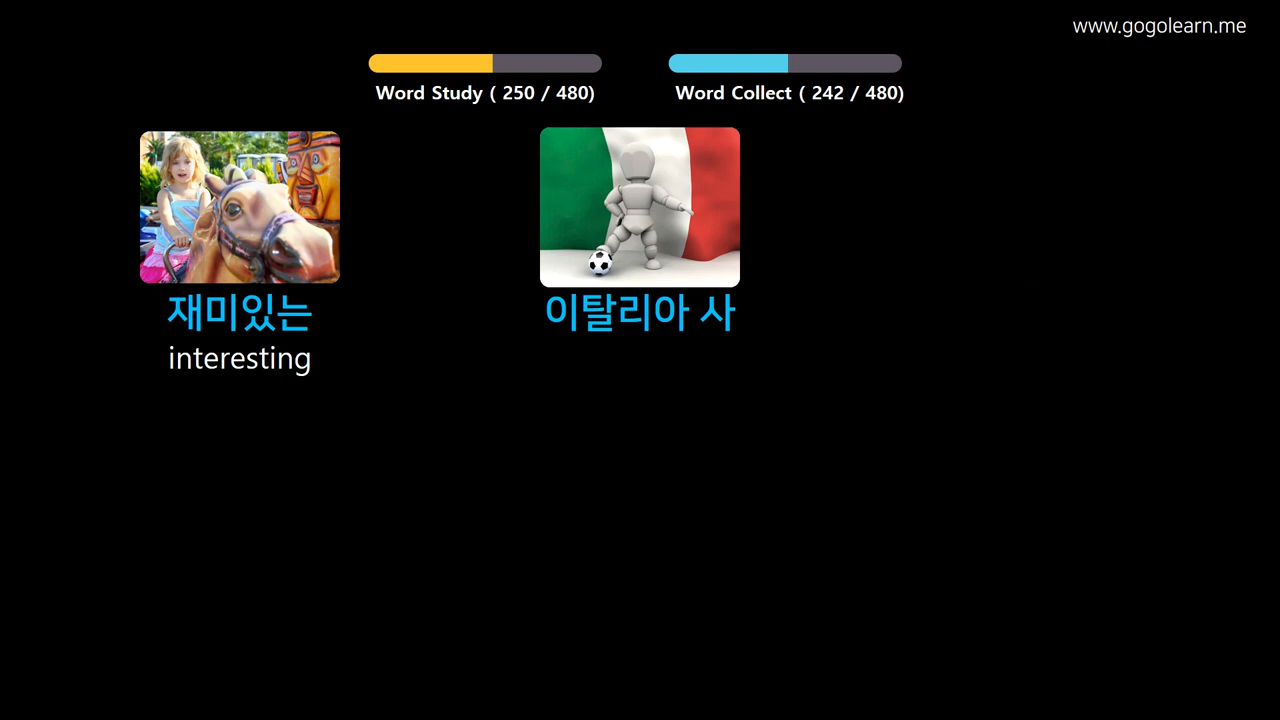 www.gogolearn.me
Word Study ( 250 / 480)
Word Collect ( 242 / 480)
재미있는
interesting
이탈리아 사